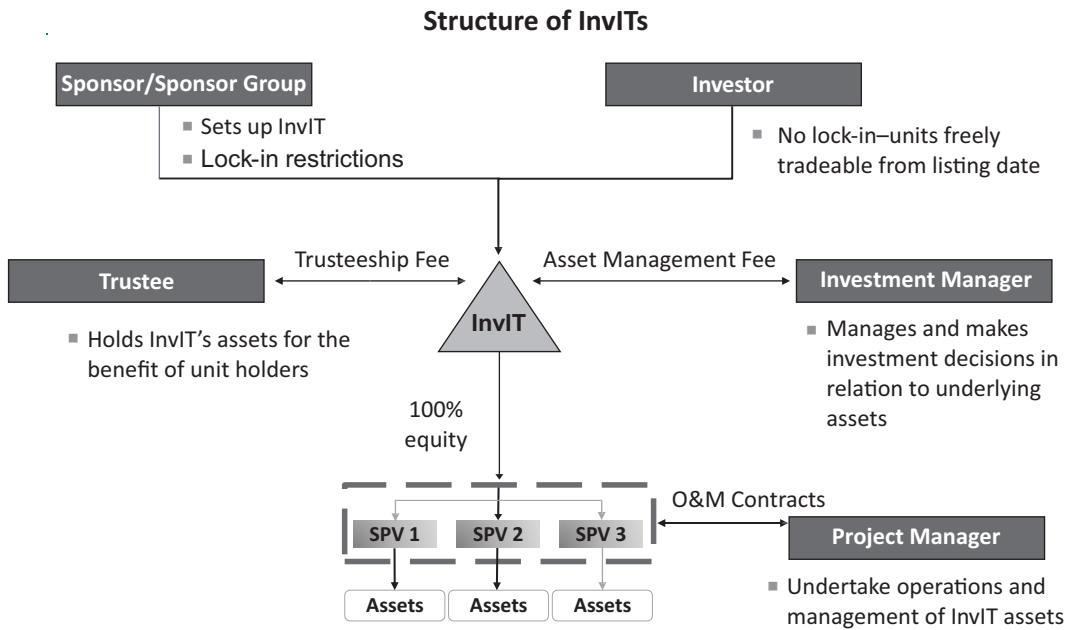 Structure of InvITs
Sponsor/Sponsor Group
Investor
▪ Sets up InvIT
▪ Lock-in restrictions
▪ No lock-in–units freely
tradeable from listing date
Trusteeship Fee
Asset Management Fee
Trustee
Investment Manager
InvIT
▪ Holds InvIT's assets for the
benefit of unit holders
▪ Manages and makes
investment decisions in
relation to underlying
assets
100%
equity
O&M Contracts
SPV 1
SPV 2
SPV 3
Project Manager
Assets
Assets
Assets
▪ Undertake operations and
management of InvIT assets